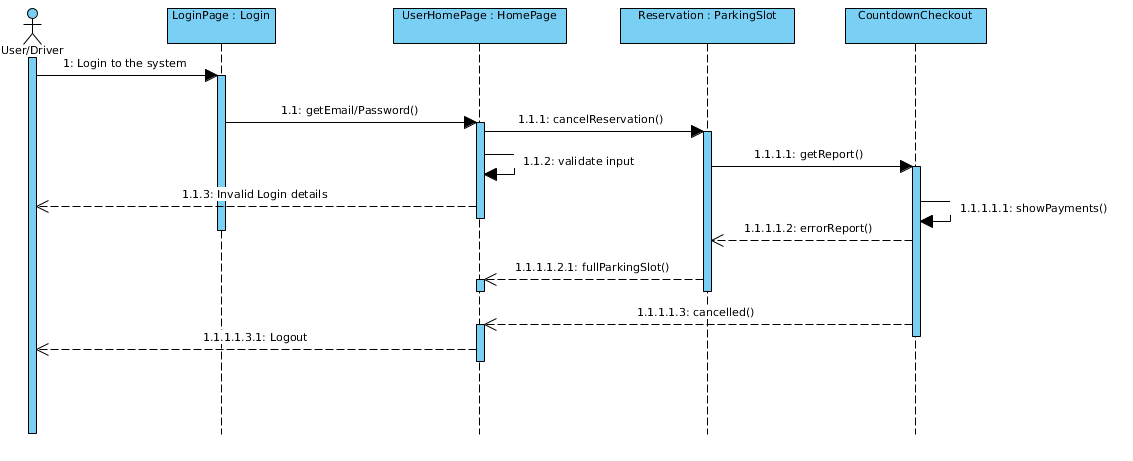 LoginPage : Login
UserHomePage : HomePage
Reservation : ParkingSlot
CountdownCheckout
User/Driver
1: Login to the system
1.1: getEmail/Password()
1.1.1: cancelReservation()
1.1.1.1: getReport()
1.1.2: validate input
1.1.3: Invalid Login details
1.1.1.1.1: showPayments()
1.1.1.1.2: errorReport()
1.1.1.1.2.1: fullParkingSlot()
1.1.1.1.3: cancelled()
1.1.1.1.3.1: Logout